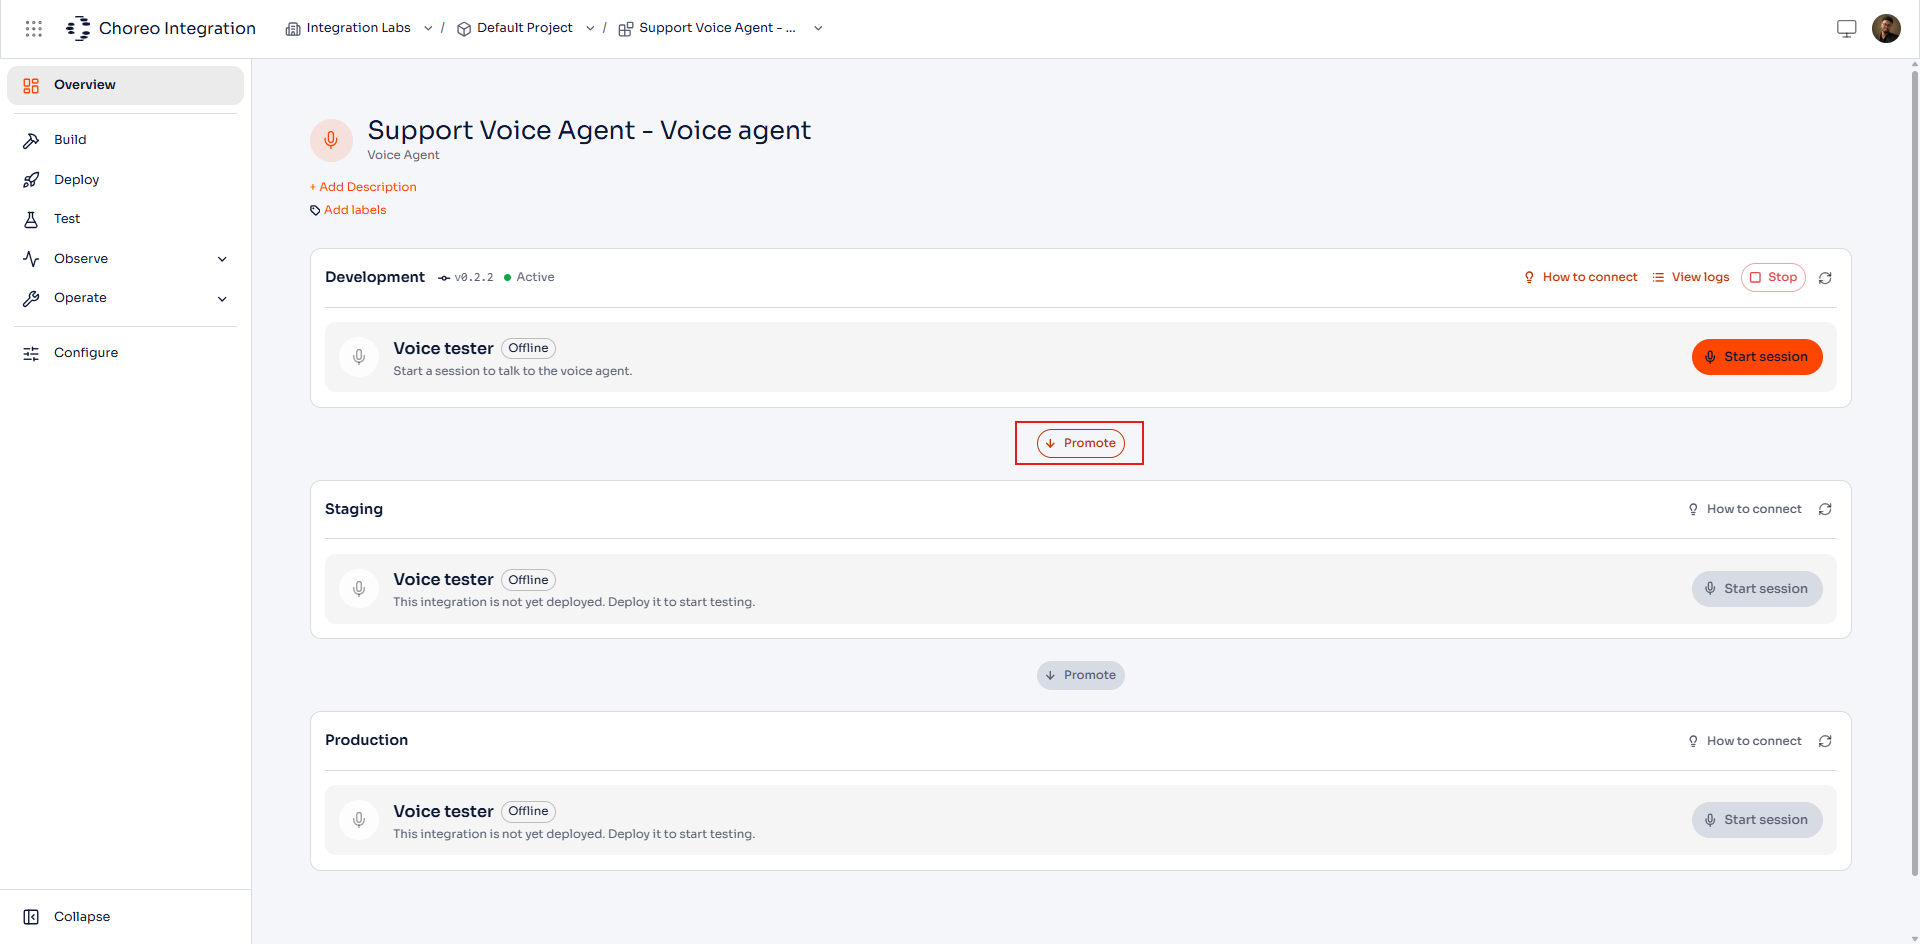 Choreo Integration
Integration Labs / Default Project / Support Voice Agent - ...
Overview
Build
Deploy
Test
Observe
Operate
Configure
Collapse
Support Voice Agent - Voice agent
Voice Agent
+ Add Description
Add labels
Development v0.2.2 Active How to connect View logs Stop
Voice tester Offline
Start a session to talk to the voice agent.
Start session
Promote
Staging How to connect
Voice tester Offline
This integration is not yet deployed. Deploy it to start testing.
Start session
Promote
Production How to connect
Voice tester Offline
This integration is not yet deployed. Deploy it to start testing.
Start session